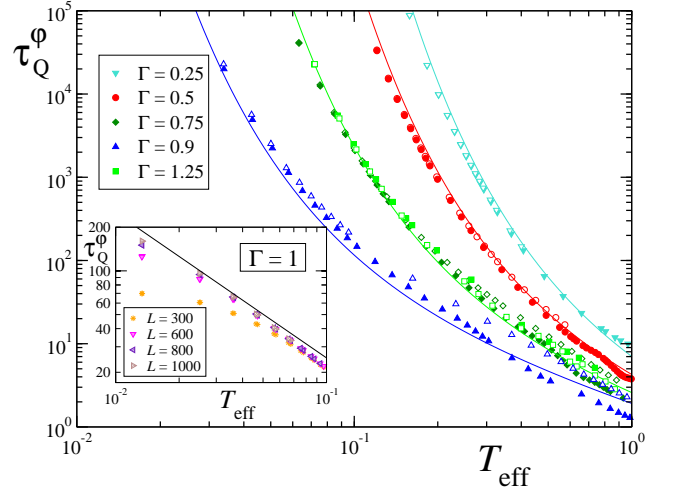 10^5
τ_Q^φ
10^4
10^3
10^2
10^1
10^0
Γ = 0.25
Γ = 0.5
Γ = 0.75
Γ = 0.9
Γ = 1.25
200
τ_Q^φ
100
80
60
40
20
Γ = 1
L = 300
L = 600
L = 800
L = 1000
10^-2 T_eff 10^-1
10^-2 10^-1 T_eff 10^0